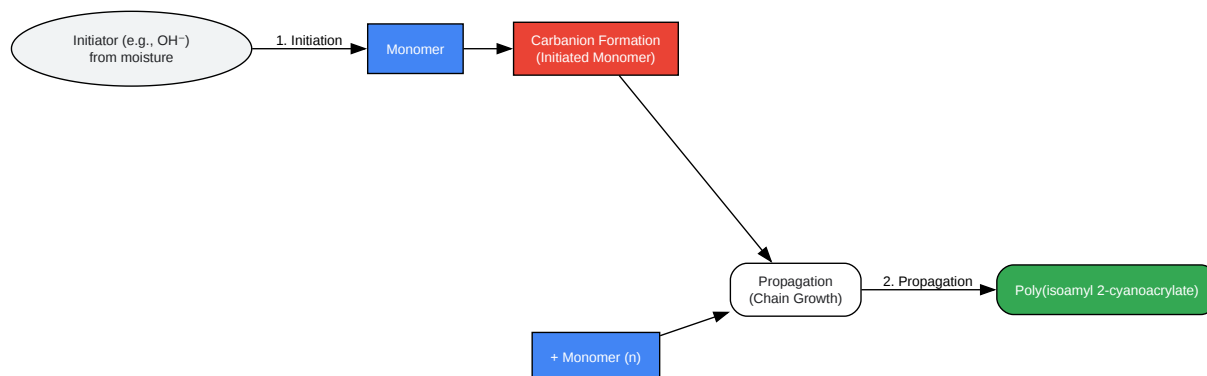 Initiator (e.g., OH⁻)
from moisture
1. Initiation
Monomer
Carbanion Formation
(Initiated Monomer)
Propagation
(Chain Growth)
2. Propagation
Poly(isoamyl 2-cyanoacrylate)
+ Monomer (n)